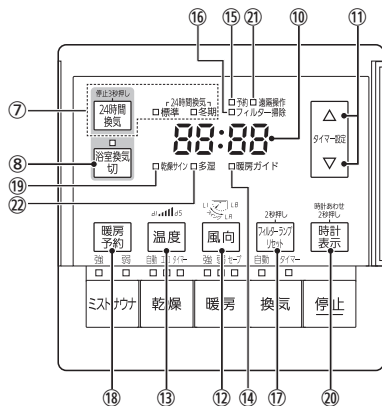 ⑯ ⑮ ㉑ ⑩ ⑪
停止3秒押し
⑦ 24時間換気
24時間換気
標準 冬期
予約 遠隔操作
フィルター掃除
88:88
△
タイマー設定
▽
⑧ 浴室換気切
⑲ 乾燥サイン 多湿 暖房ガイド
㉒
L1 LB LA
2秒押し
時計あわせ
2秒押し
暖房予約 温度 風向 フィルターランプリセット 時計表示
強 弱 自動 エコ タイマー 強 弱 セーブ 自動 タイマー
ミストサウナ 乾燥 暖房 換気 停止
⑱ ⑬ ⑫ ⑭ ⑰ ⑳